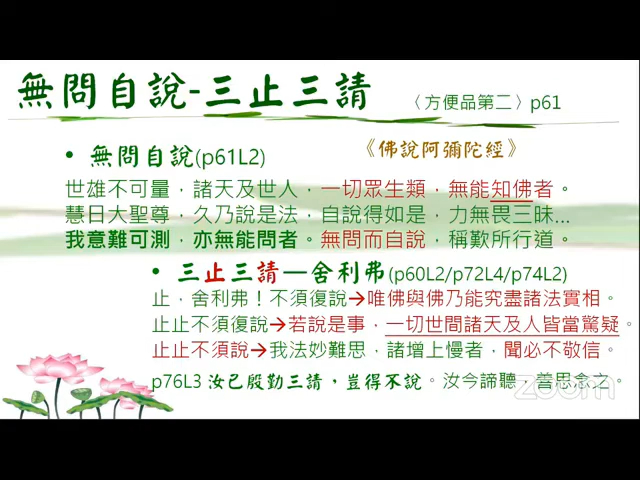 無問自說-三止三請 〈方便品第二〉p61
• 無問自說(p61L2) 《佛說阿彌陀經》
世雄不可量，諸天及世人，一切眾生類，無能知佛者。
慧日大聖尊，久乃說是法，自說得如是，力無畏三昧...
我意難可測，亦無能問者。無問而自說，稱歎所行道。
• 三止三請—舍利弗(p60L2/p72L4/p74L2)
止，舍利弗！不須復說→唯佛與佛乃能究盡諸法實相。
止止不須復說→若說是事，一切世間諸天及人皆當驚疑。
止止不須說→我法妙難思，諸增上慢者，聞必不敬信。
p76L3 汝已殷勤三請，豈得不說。汝今諦聽，善思念之。
zoom